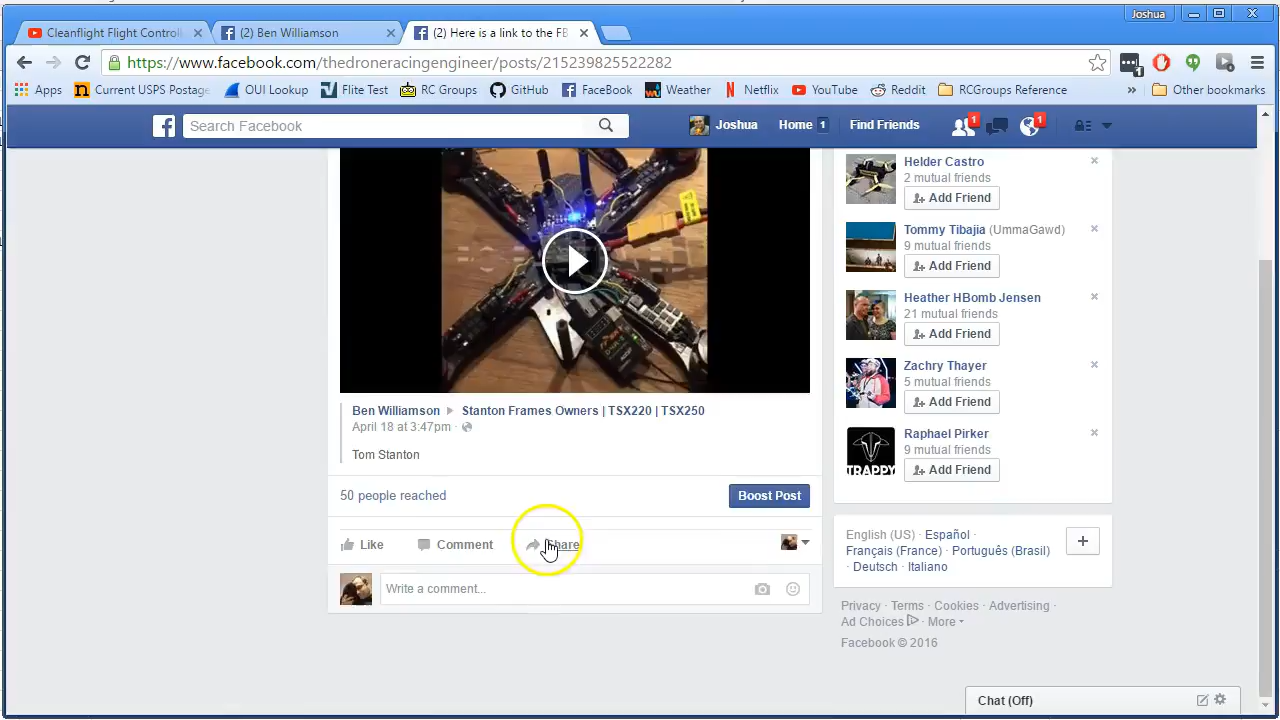 Joshua
Cleanflight Flight Control
(2) Ben Williamson
(2) Here is a link to the FB
https://www.facebook.com/thedroneracingengineer/posts/215239825522282
1
Apps
Current USPS Postage
OUI Lookup
Flite Test
RC Groups
GitHub
FaceBook
Weather
Netflix
YouTube
Reddit
RCGroups Reference
»
Other bookmarks
Search Facebook
Joshua
Home 1
Find Friends
1
1
Helder Castro
2 mutual friends
Add Friend
Tommy Tibajia (UmmaGawd)
9 mutual friends
Add Friend
Heather HBomb Jensen
21 mutual friends
Add Friend
Zachry Thayer
5 mutual friends
Add Friend
Raphael Pirker
9 mutual friends
Add Friend
TRAPPY
Ben Williamson ▸ Stanton Frames Owners | TSX220 | TSX250
April 18 at 3:47pm ·
Tom Stanton
50 people reached
Boost Post
Like
Comment
Share
Write a comment...
English (US) · Español ·
Français (France) · Português (Brasil)
· Deutsch · Italiano
Privacy · Terms · Cookies · Advertising ·
Ad Choices · More
Facebook © 2016
Chat (Off)